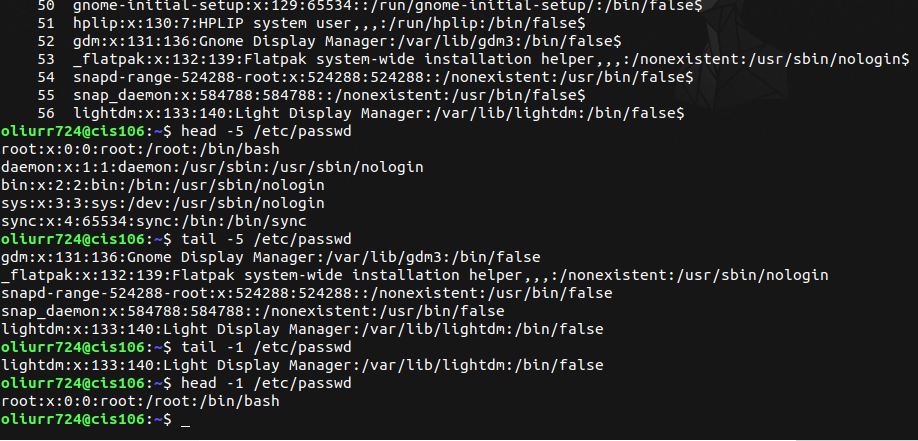 50  gnome-initial-setup:x:129:65534::/run/gnome-initial-setup/:/bin/false$
51  hplip:x:130:7:HPLIP system user,,,:/run/hplip:/bin/false$
52  gdm:x:131:136:Gnome Display Manager:/var/lib/gdm3:/bin/false$
53  _flatpak:x:132:139:Flatpak system-wide installation helper,,,:/nonexistent:/usr/sbin/nologin$
54  snapd-range-524288-root:x:524288:524288::/nonexistent:/usr/bin/false$
55  snap_daemon:x:584788:584788::/nonexistent:/usr/bin/false$
56  lightdm:x:133:140:Light Display Manager:/var/lib/lightdm:/bin/false$
oliurr724@cis106:~$ head -5 /etc/passwd
root:x:0:0:root:/root:/bin/bash
daemon:x:1:1:daemon:/usr/sbin:/usr/sbin/nologin
bin:x:2:2:bin:/bin:/usr/sbin/nologin
sys:x:3:3:sys:/dev:/usr/sbin/nologin
sync:x:4:65534:sync:/bin:/bin/sync
oliurr724@cis106:~$ tail -5 /etc/passwd
gdm:x:131:136:Gnome Display Manager:/var/lib/gdm3:/bin/false
_flatpak:x:132:139:Flatpak system-wide installation helper,,,:/nonexistent:/usr/sbin/nologin
snapd-range-524288-root:x:524288:524288::/nonexistent:/usr/bin/false
snap_daemon:x:584788:584788::/nonexistent:/usr/bin/false
lightdm:x:133:140:Light Display Manager:/var/lib/lightdm:/bin/false
oliurr724@cis106:~$ tail -1 /etc/passwd
lightdm:x:133:140:Light Display Manager:/var/lib/lightdm:/bin/false
oliurr724@cis106:~$ head -1 /etc/passwd
root:x:0:0:root:/root:/bin/bash
oliurr724@cis106:~$ _